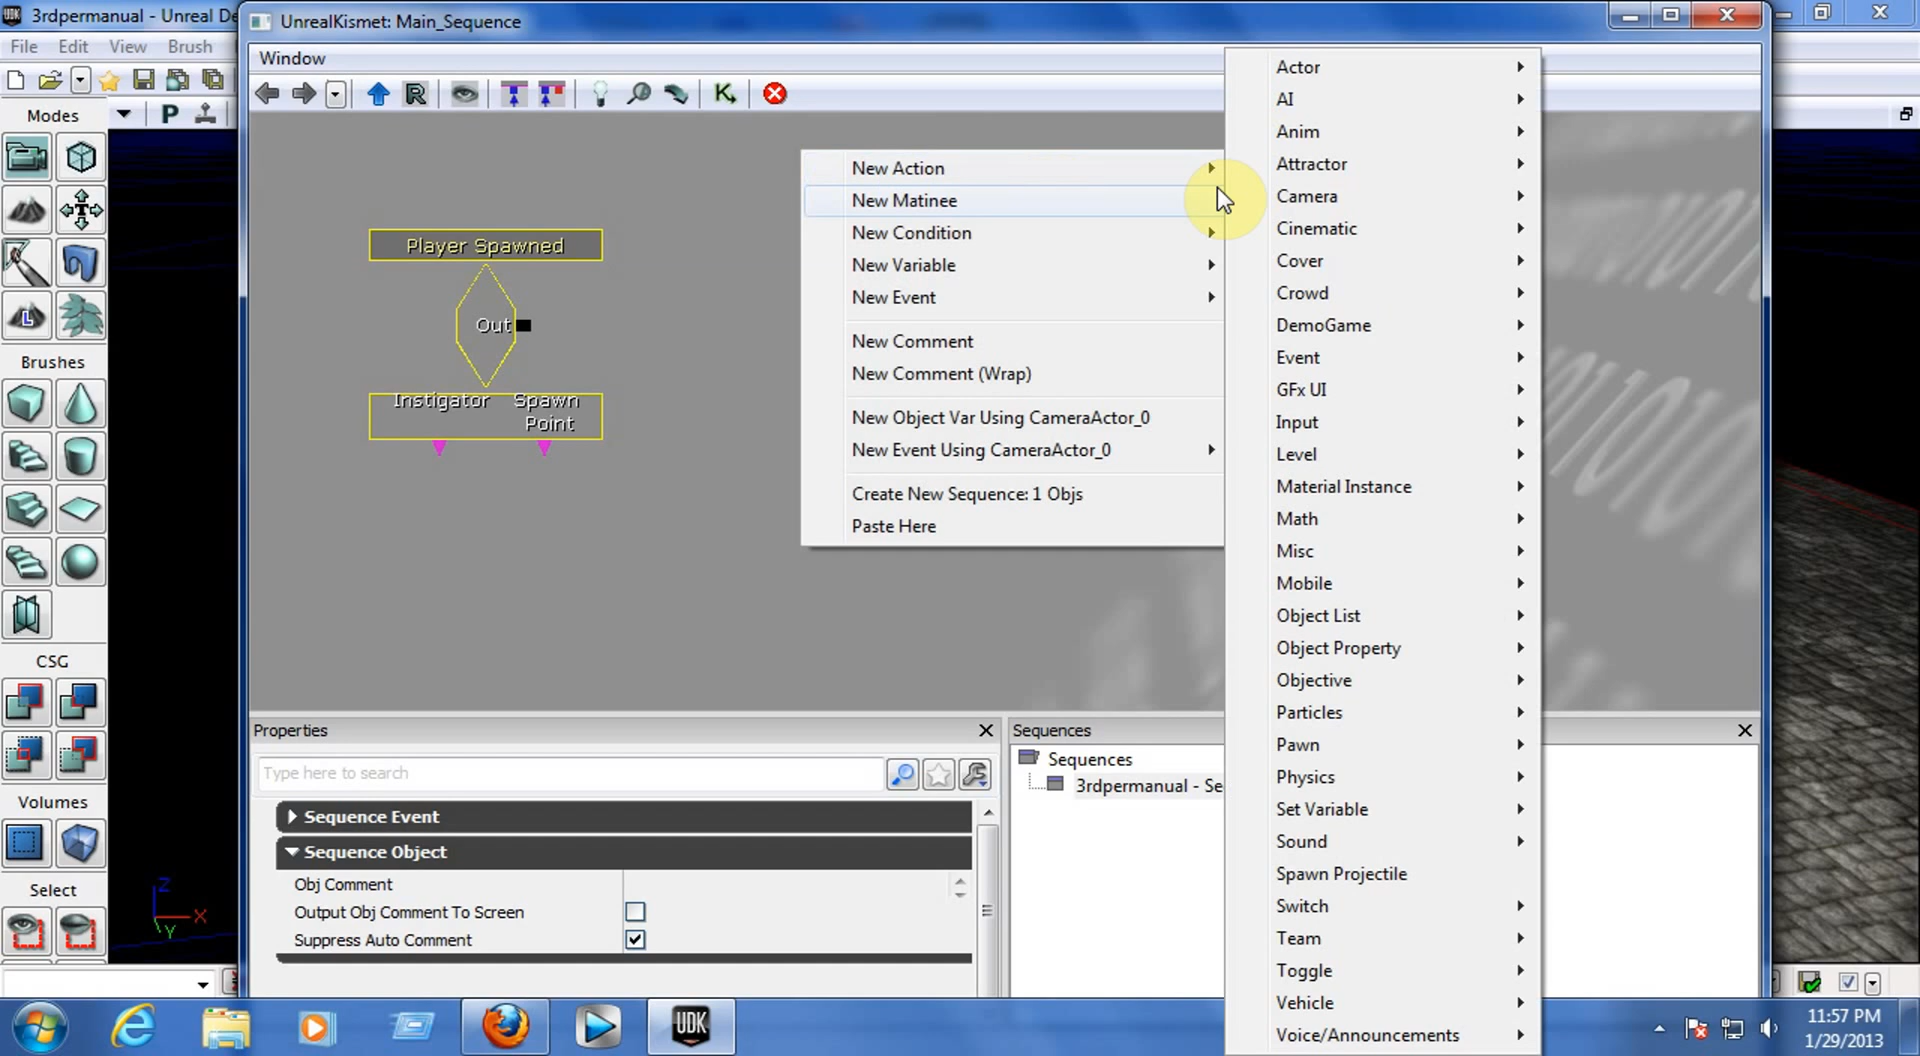 3rdpermanual - Unreal De
UnrealKismet: Main_Sequence
File Edit View Brush
Window
Modes
Player Spawned
Out
Instigator Spawn
Point
New Action
New Matinee
New Condition
New Variable
New Event
New Comment
New Comment (Wrap)
New Object Var Using CameraActor_0
New Event Using CameraActor_0
Create New Sequence: 1 Objs
Paste Here
Actor
AI
Anim
Attractor
Camera
Cinematic
Cover
Crowd
DemoGame
Event
GFx UI
Input
Level
Material Instance
Math
Misc
Mobile
Object List
Object Property
Objective
Particles
Pawn
Physics
Set Variable
Sound
Spawn Projectile
Switch
Team
Toggle
Vehicle
Voice/Announcements
Brushes
CSG
Volumes
Select
Properties
Type here to search
Sequence Event
Sequence Object
Obj Comment
Output Obj Comment To Screen
Suppress Auto Comment
Sequences
Sequences
3rdpermanual - Se
Z
X
Y
UDK
11:57 PM
1/29/2013